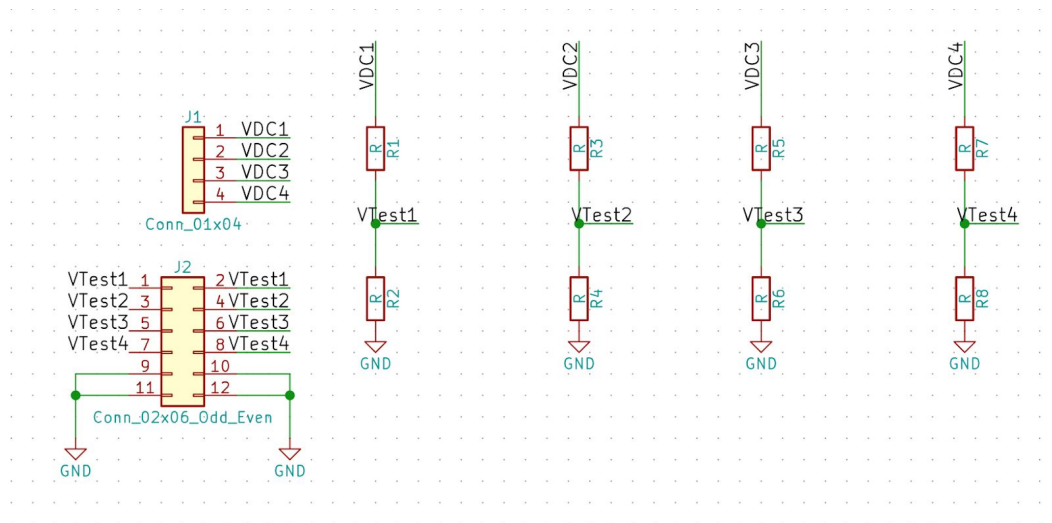 J1
1 VDC1
2 VDC2
3 VDC3
4 VDC4
Conn_01x04
J2
VTest1 1 2 VTest1
VTest2 3 4 VTest2
VTest3 5 6 VTest3
VTest4 7 8 VTest4
9 10
11 12
Conn_02x06_Odd_Even
GND GND
VDC1
R R1
VTest1
R R2
GND
VDC2
R R3
VTest2
R R4
GND
VDC3
R R5
VTest3
R R6
GND
VDC4
R R7
VTest4
R R8
GND